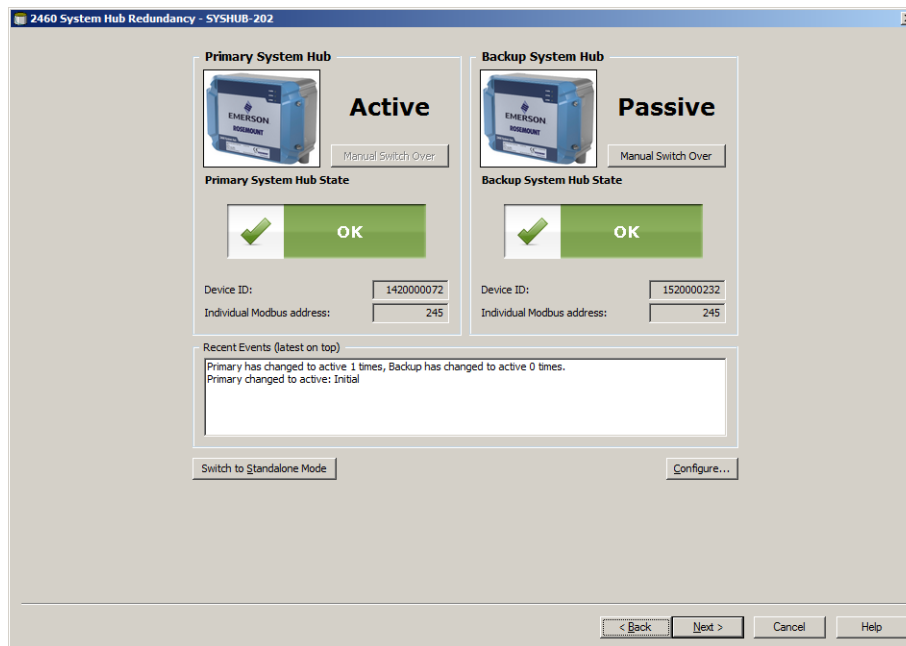 2460 System Hub Redundancy - SYSHUB-202
Primary System Hub
EMERSON
ROSEMOUNT
Active
Manual Switch Over
Primary System Hub State
OK
Device ID: 1420000072
Individual Modbus address: 245
Backup System Hub
EMERSON
ROSEMOUNT
Passive
Manual Switch Over
Backup System Hub State
OK
Device ID: 1520000232
Individual Modbus address: 245
Recent Events (latest on top)
Primary has changed to active 1 times, Backup has changed to active 0 times.
Primary changed to active: Initial
Switch to Standalone Mode
Configure...
< Back
Next >
Cancel
Help